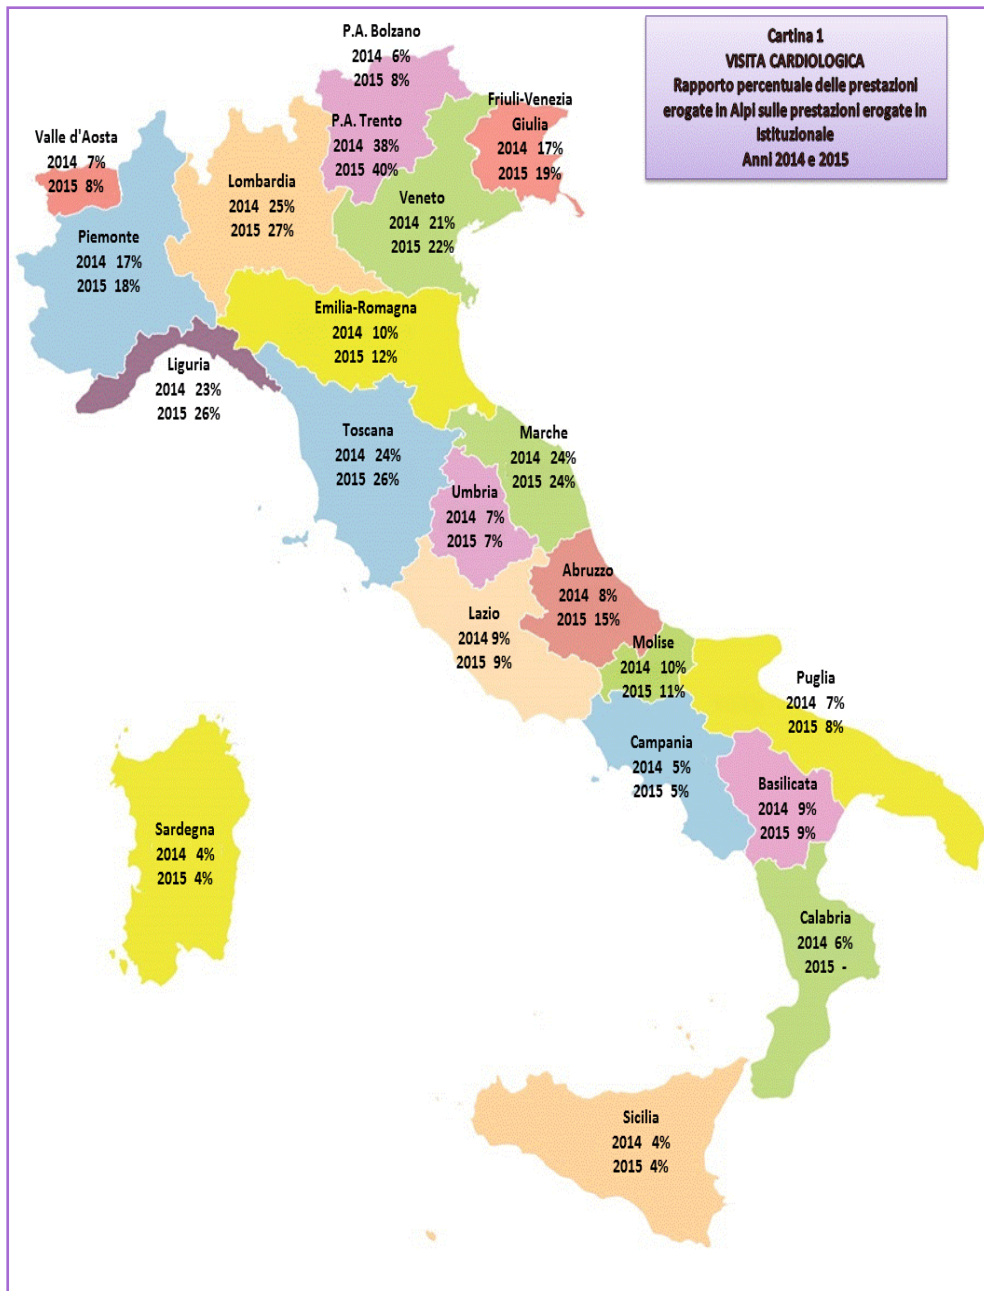 Cartina 1
VISITA CARDIOLOGICA
Rapporto percentuale delle prestazioni
erogate in Alpi sulle prestazioni erogate in
Istituzionale
Anni 2014 e 2015
P.A. Bolzano
2014 6%
2015 8%
P.A. Trento
2014 38%
2015 40%
Friuli-Venezia
Giulia
2014 17%
2015 19%
Valle d'Aosta
2014 7%
2015 8%
Lombardia
2014 25%
2015 27%
Veneto
2014 21%
2015 22%
Piemonte
2014 17%
2015 18%
Emilia-Romagna
2014 10%
2015 12%
Liguria
2014 23%
2015 26%
Toscana
2014 24%
2015 26%
Marche
2014 24%
2015 24%
Umbria
2014 7%
2015 7%
Abruzzo
2014 8%
2015 15%
Lazio
2014 9%
2015 9%
Molise
2014 10%
2015 11%
Puglia
2014 7%
2015 8%
Campania
2014 5%
2015 5%
Basilicata
2014 9%
2015 9%
Sardegna
2014 4%
2015 4%
Calabria
2014 6%
2015 -
Sicilia
2014 4%
2015 4%